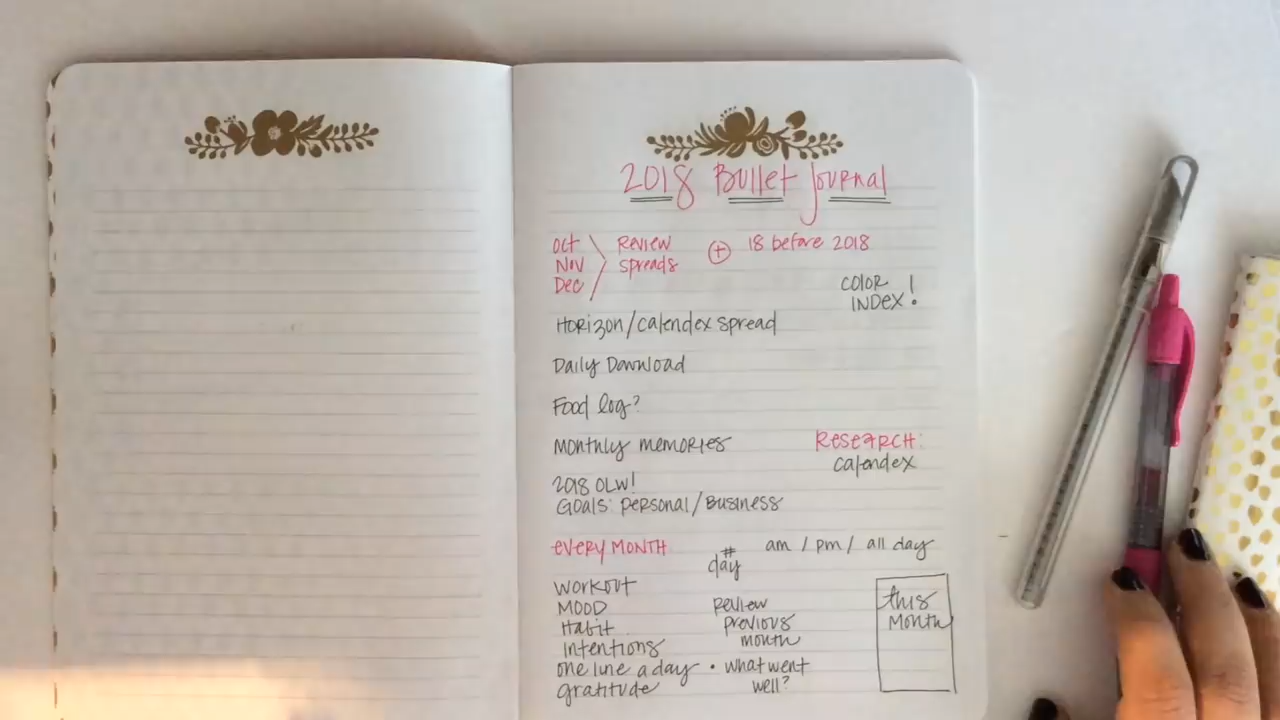 2018 Bullet Journal
Oct
Nov
Dec
Review
spreads
+ 18 before 2018
COLOR
INDEX!
Horizon/calendex spread
Daily Download
Food log?
Monthly memories
RESEARCH:
calendex
2018 OLW!
GOALS: personal/Business
every MONTH
#
day
am / pm / all day
workout
MOOD
Habit
intentions
one line a day
gratitude
Review
previous
month
• what went
well?
this
Month